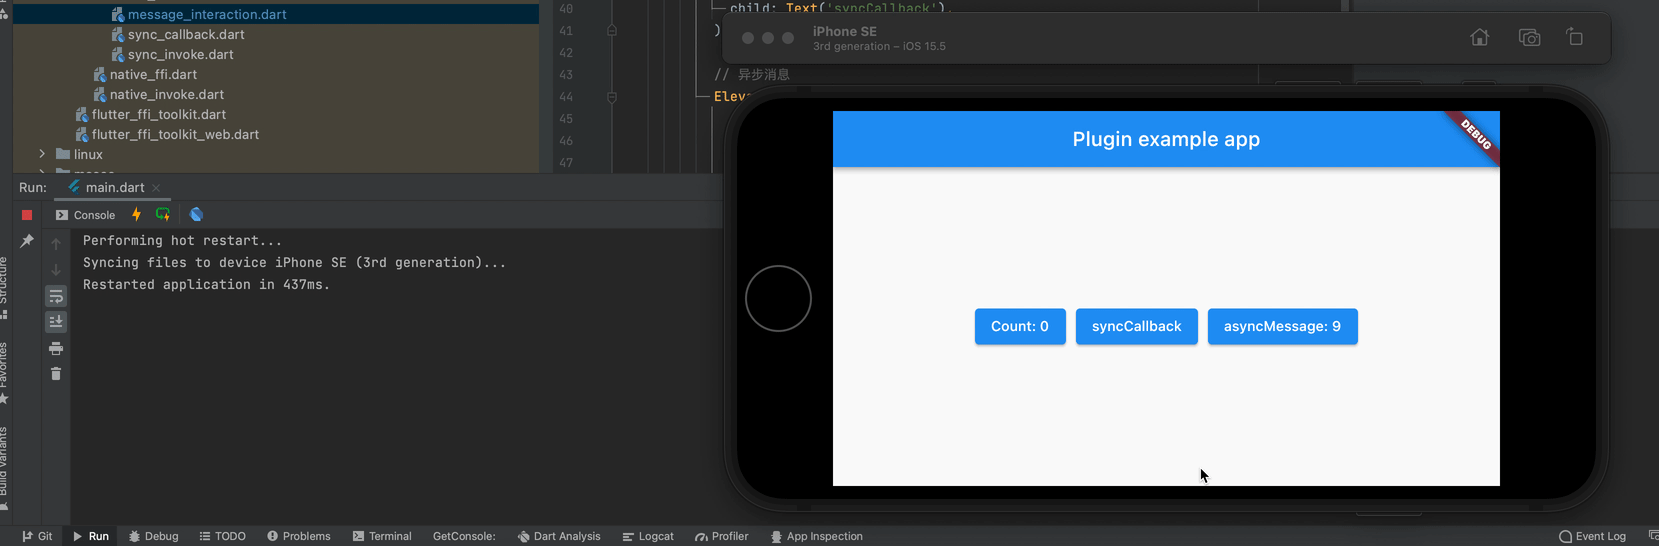 message_interaction.dart
sync_callback.dart
sync_invoke.dart
native_ffi.dart
native_invoke.dart
flutter_ffi_toolkit.dart
flutter_ffi_toolkit_web.dart
linux
40
child: Text('syncCallback'),
41
)
42
43
// 异步消息
44
Eleva
45
46
47
iPhone SE
3rd generation – iOS 15.5
Plugin example app
DEBUG
Count: 0
syncCallback
asyncMessage: 9
Run:
main.dart
Console
Performing hot restart...
Syncing files to device iPhone SE (3rd generation)...
Restarted application in 437ms.
Structure
Favorites
Build Variants
Git
Run
Debug
TODO
Problems
Terminal
GetConsole:
Dart Analysis
Logcat
Profiler
App Inspection
Event Log